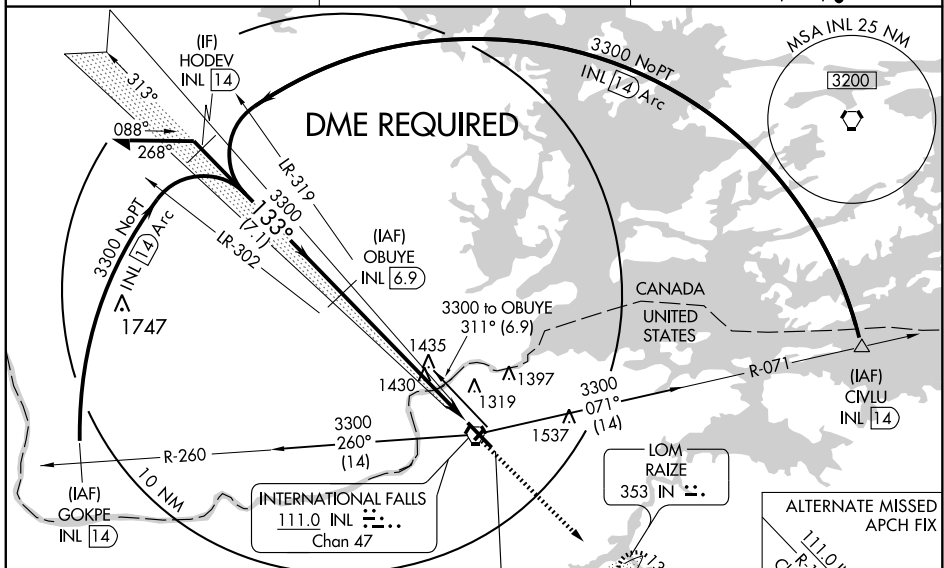 MSA INL 25 NM
3200
(IF)
HODEV
INL 14
3300 NoPT
INL 14 Arc
313°
DME REQUIRED
088°
268°
LR-319
3300
133°
(7.1)
LR-302
3300 NoPT
INL 14 Arc
(IAF)
OBUYE
INL 6.9
1747
CANADA
UNITED
STATES
3300 to OBUYE
311° (6.9)
1435
1430
1397
1319
R-071
3300
071°
(14)
1537
(IAF)
CIVLU
INL 14
3300
260°
(14)
R-260
LOM
RAIZE
353 IN
(IAF)
GOKPE
INL 14
10 NM
INTERNATIONAL FALLS
111.0 INL
Chan 47
ALTERNATE MISSED
APCH FIX